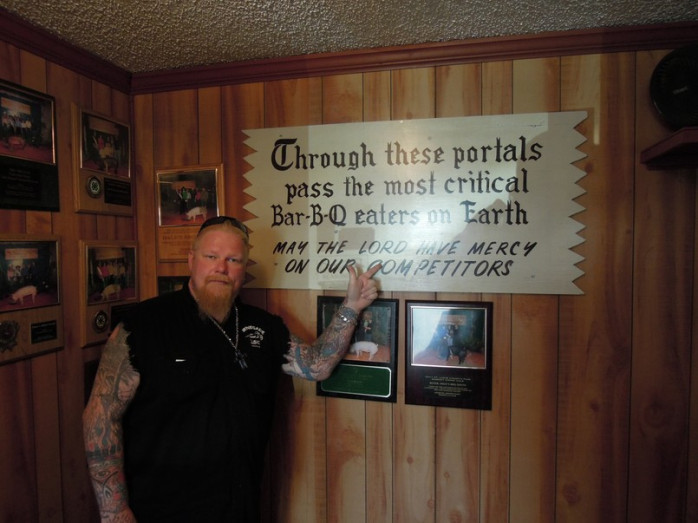 Through these portals
pass the most critical
Bar-B-Q eaters on Earth
MAY THE LORD HAVE MERCY
ON OUR COMPETITORS